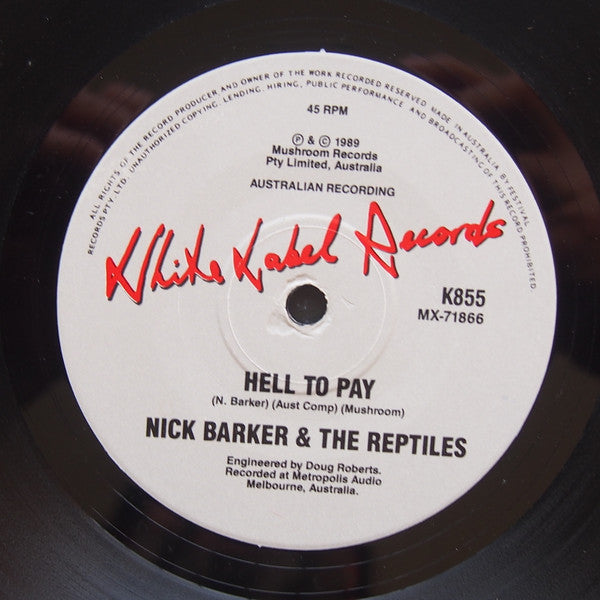 ALL RIGHTS OF THE RECORD PRODUCER AND OWNER OF THE WORK RECORDED RESERVED. MADE IN AUSTRALIA BY FESTIVAL
RECORDS PTY. LTD. UNAUTHORIZED COPYING, LENDING, HIRING, PUBLIC PERFORMANCE AND BROADCASTING OF THIS RECORD PROHIBITED
45 RPM
℗ & © 1989
Mushroom Records
Pty Limited, Australia
AUSTRALIAN RECORDING
White Label Records
K855
MX-71866
HELL TO PAY
(N. Barker) (Aust Comp) (Mushroom)
NICK BARKER & THE REPTILES
Engineered by Doug Roberts.
Recorded at Metropolis Audio
Melbourne, Australia.